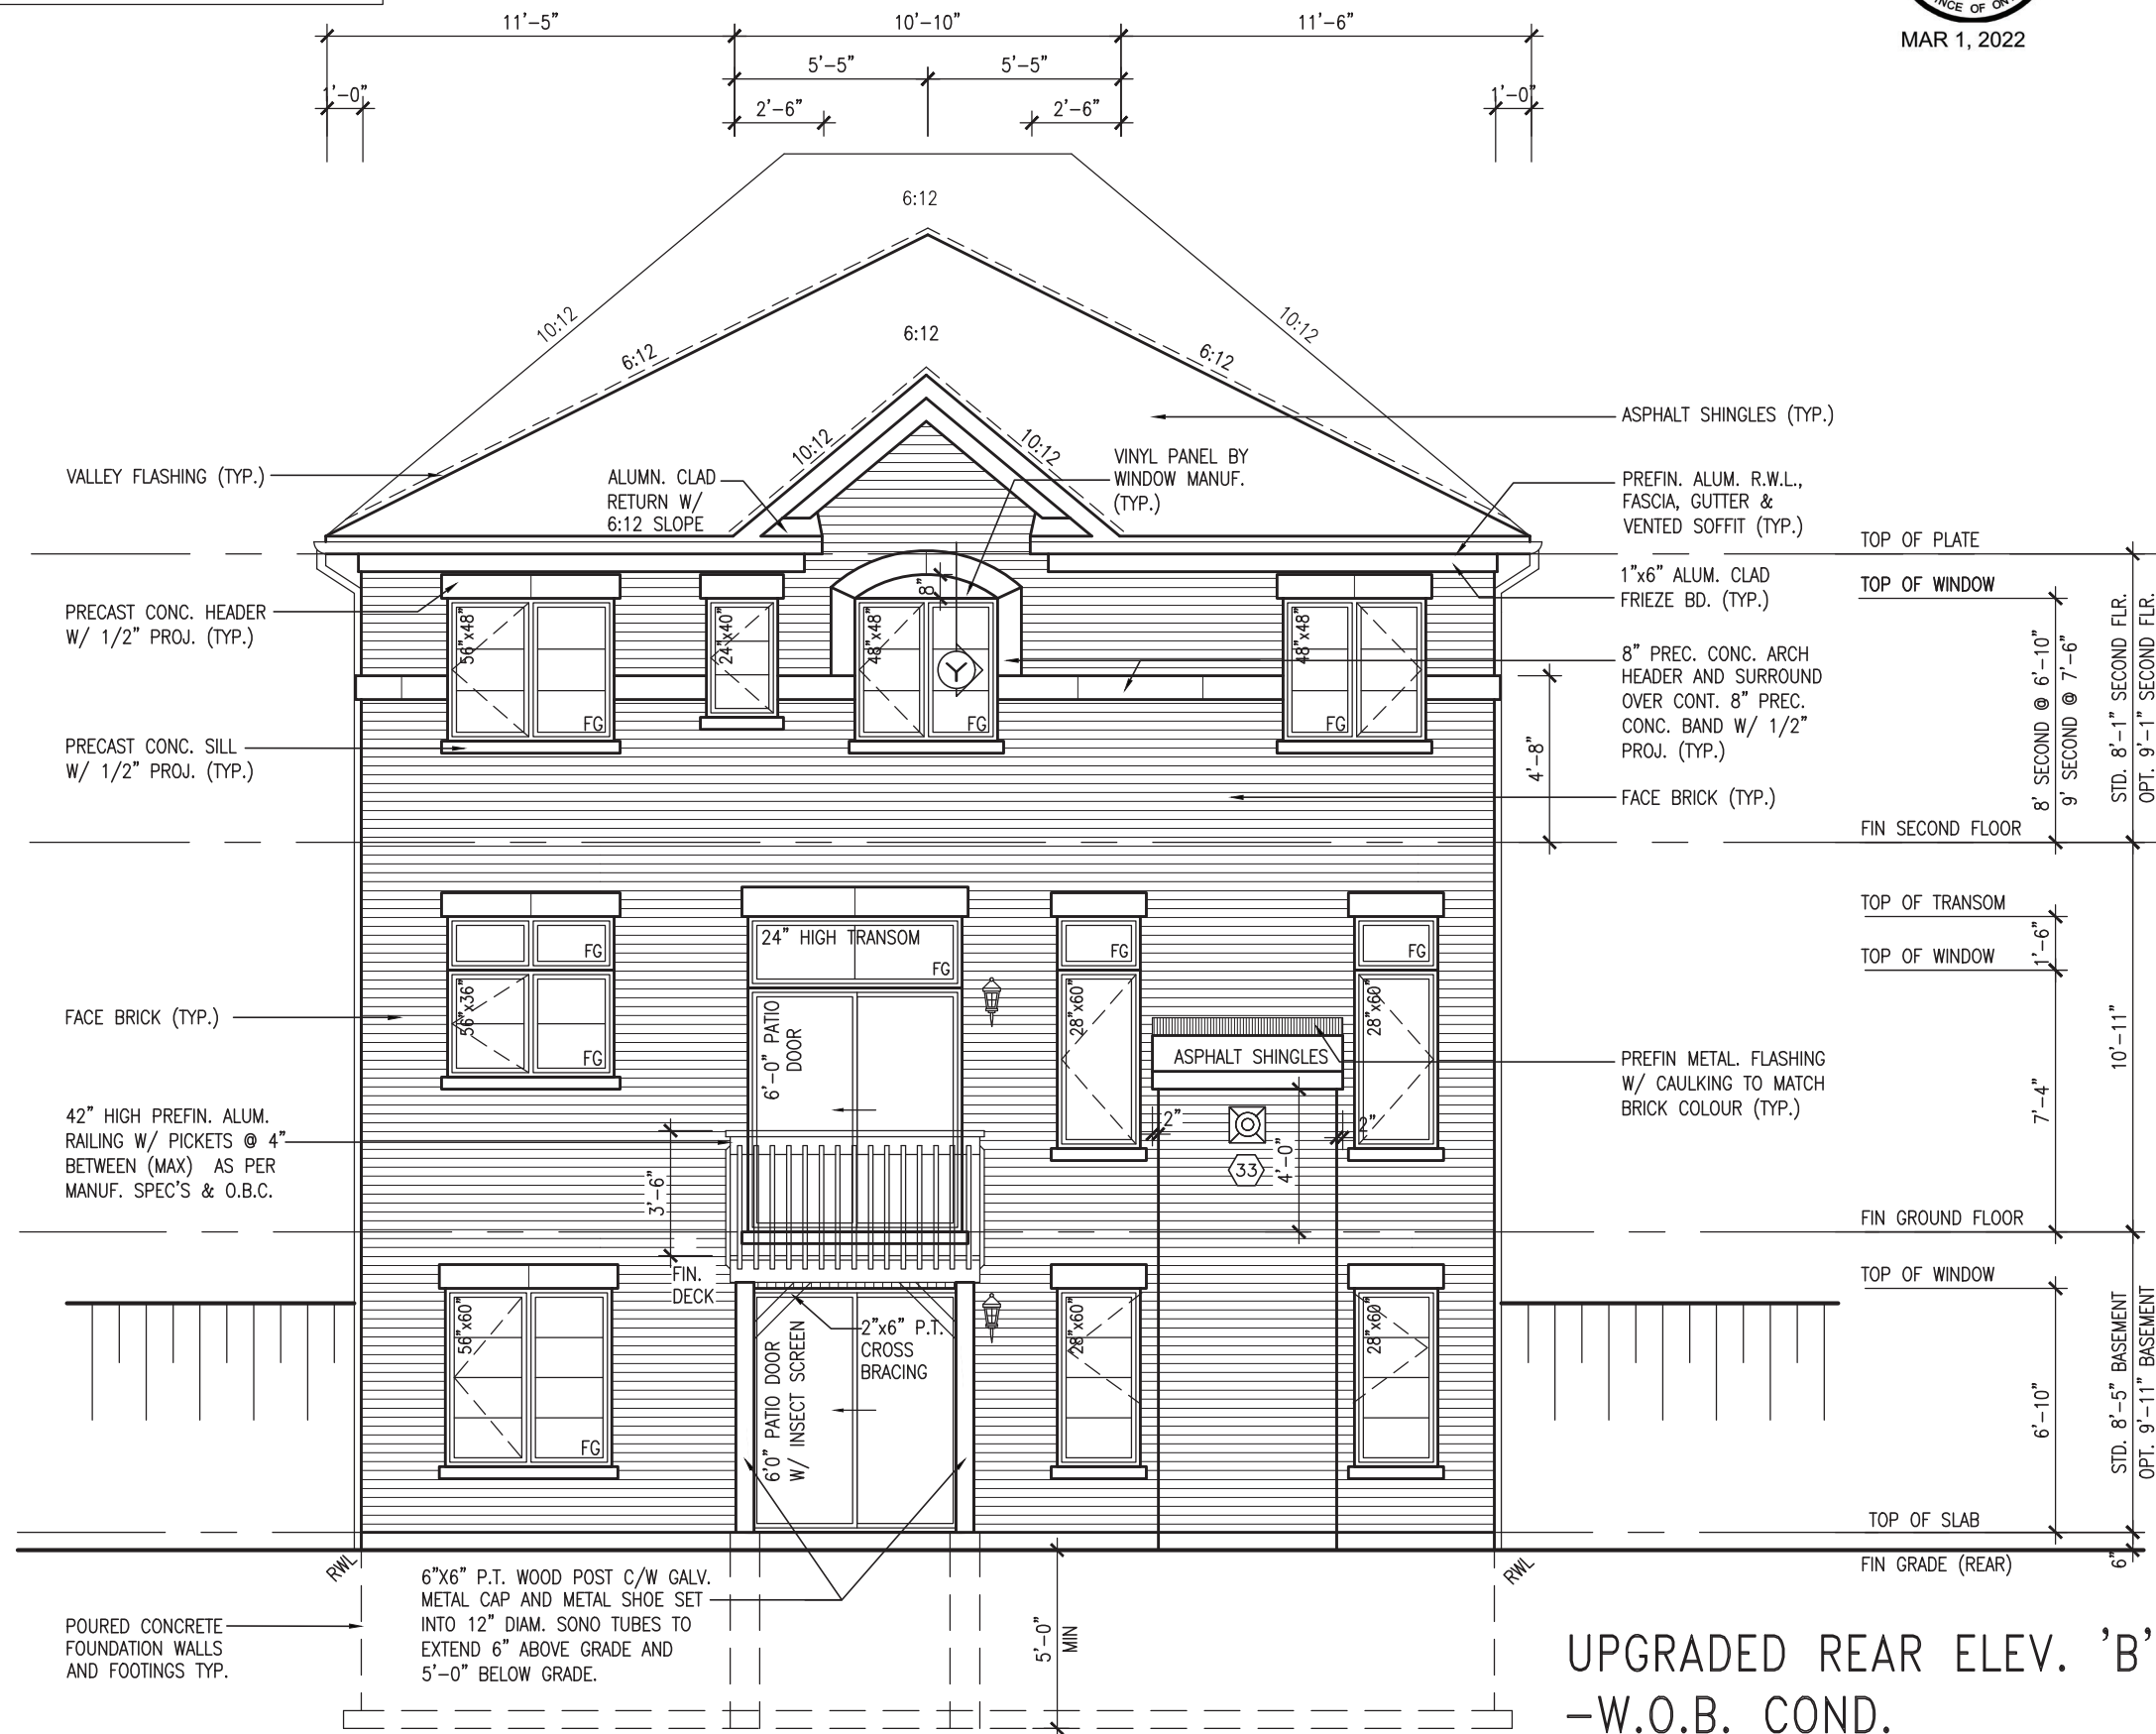 NCE OF ON
MAR 1, 2022
11'-5"
10'-10"
11'-6"
5'-5"
5'-5"
1'-0"
2'-6"
2'-6"
1'-0"
6:12
10:12
10:12
6:12
6:12
6:12
10:12
10:12
VALLEY FLASHING (TYP.)
ALUMN. CLAD
RETURN W/
6:12 SLOPE
VINYL PANEL BY
WINDOW MANUF.
(TYP.)
ASPHALT SHINGLES (TYP.)
PREFIN. ALUM. R.W.L.,
FASCIA, GUTTER &
VENTED SOFFIT (TYP.)
1"x6" ALUM. CLAD
FRIEZE BD. (TYP.)
8" PREC. CONC. ARCH
HEADER AND SURROUND
OVER CONT. 8" PREC.
CONC. BAND W/ 1/2"
PROJ. (TYP.)
FACE BRICK (TYP.)
PRECAST CONC. HEADER
W/ 1/2" PROJ. (TYP.)
PRECAST CONC. SILL
W/ 1/2" PROJ. (TYP.)
56"x48"
FG
24"x40"
8"
48"x48"
FG
Y
48"x48"
FG
4'-8"
TOP OF PLATE
TOP OF WINDOW
8' SECOND @ 6'-10"
9' SECOND @ 7'-6"
STD. 8'-1" SECOND FLR.
OPT. 9'-1" SECOND FLR.
FIN SECOND FLOOR
TOP OF TRANSOM
1'-6"
TOP OF WINDOW
10'-11"
7'-4"
FIN GROUND FLOOR
TOP OF WINDOW
6'-10"
STD. 8'-5" BASEMENT
OPT. 9'-11" BASEMENT
TOP OF SLAB
6"
FIN GRADE (REAR)
FG
56"x36"
FG
24" HIGH TRANSOM
FG
6'-0" PATIO
DOOR
FG
28"x60"
FG
28"x60"
ASPHALT SHINGLES
2"
2"
33
4'-0"
PREFIN METAL. FLASHING
W/ CAULKING TO MATCH
BRICK COLOUR (TYP.)
FACE BRICK (TYP.)
42" HIGH PREFIN. ALUM.
RAILING W/ PICKETS @ 4"
BETWEEN (MAX) AS PER
MANUF. SPEC'S & O.B.C.
3'-6"
FIN.
DECK
56"x60"
FG
6'0" PATIO DOOR
W/ INSECT SCREEN
2"x6" P.T.
CROSS
BRACING
28"x60"
28"x60"
RWL
RWL
6"X6" P.T. WOOD POST C/W GALV.
METAL CAP AND METAL SHOE SET
INTO 12" DIAM. SONO TUBES TO
EXTEND 6" ABOVE GRADE AND
5'-0" BELOW GRADE.
POURED CONCRETE
FOUNDATION WALLS
AND FOOTINGS TYP.
5'-0"
MIN
UPGRADED REAR ELEV. 'B'
-W.O.B. COND.